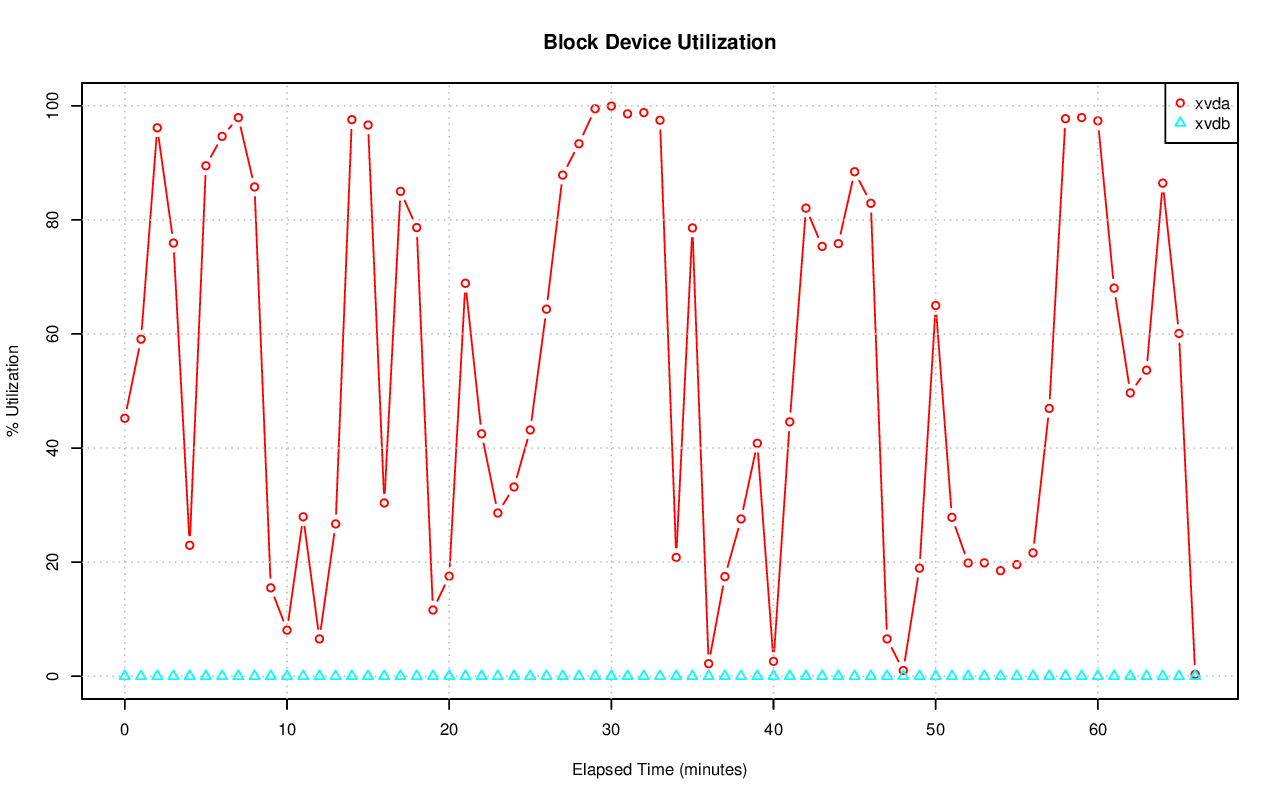 Block Device Utilization
xvda
xvdb
% Utilization
100
80
60
40
20
0
0 10 20 30 40 50 60
Elapsed Time (minutes)